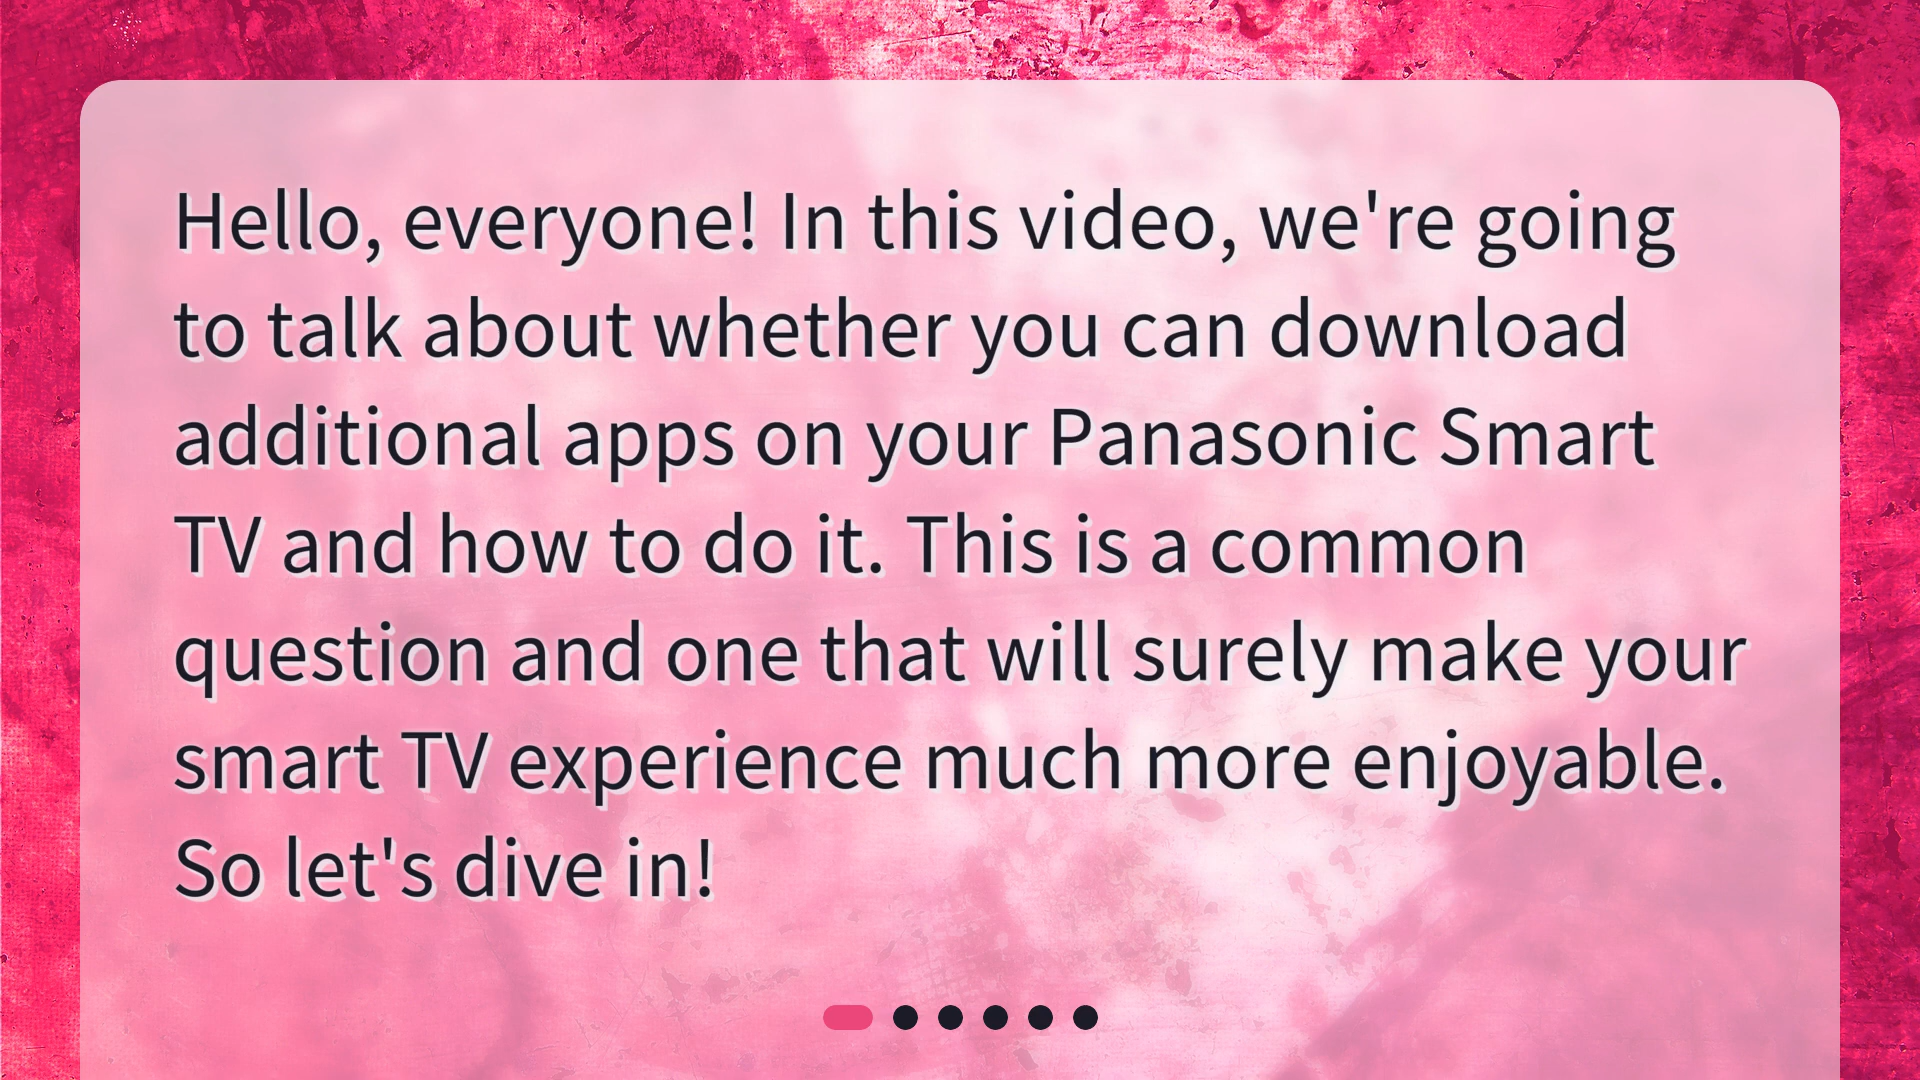 Hello, everyone! In this video, we're going
to talk about whether you can download
additional apps on your Panasonic Smart
TV and how to do it. This is a common
question and one that will surely make your
smart TV experience much more enjoyable.
So let's dive in!